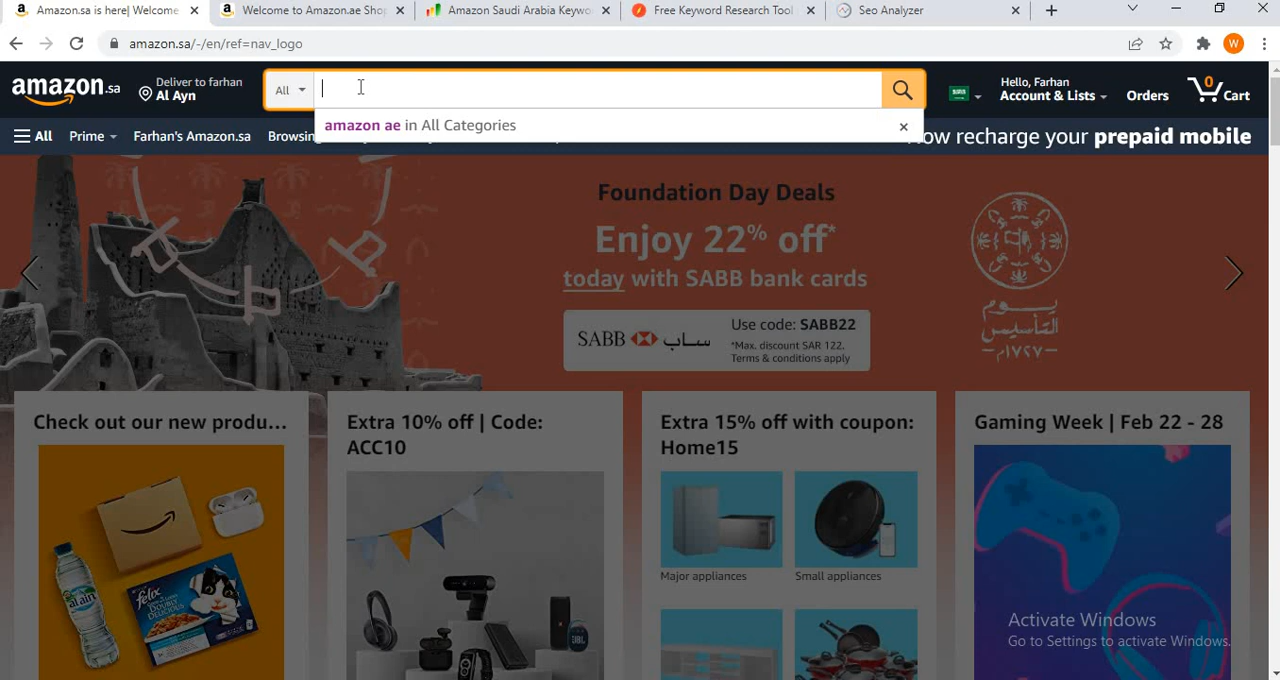 Amazon.sa is here| Welcome
Welcome to Amazon.ae Shop
Amazon Saudi Arabia Keywo
Free Keyword Research Tool
Seo Analyzer
amazon.sa/-/en/ref=nav_logo
W
amazon.sa
Deliver to farhan
Al Ayn
All
Hello, Farhan
Account & Lists
Orders
0
Cart
amazon ae in All Categories
All
Prime
Farhan's Amazon.sa
Browsin
Now recharge your prepaid mobile
Foundation Day Deals
Enjoy 22% off*
today with SABB bank cards
SABB ساب
Use code: SABB22
*Max. discount SAR 122.
Terms & conditions apply
يـــوم
التأسيس
١٧٢٧م
Check out our new produ...
Extra 10% off | Code:
ACC10
Extra 15% off with coupon:
Home15
Gaming Week | Feb 22 - 28
Major appliances
Small appliances
felix
JBL
Activate Windows
Go to Settings to activate Windows.